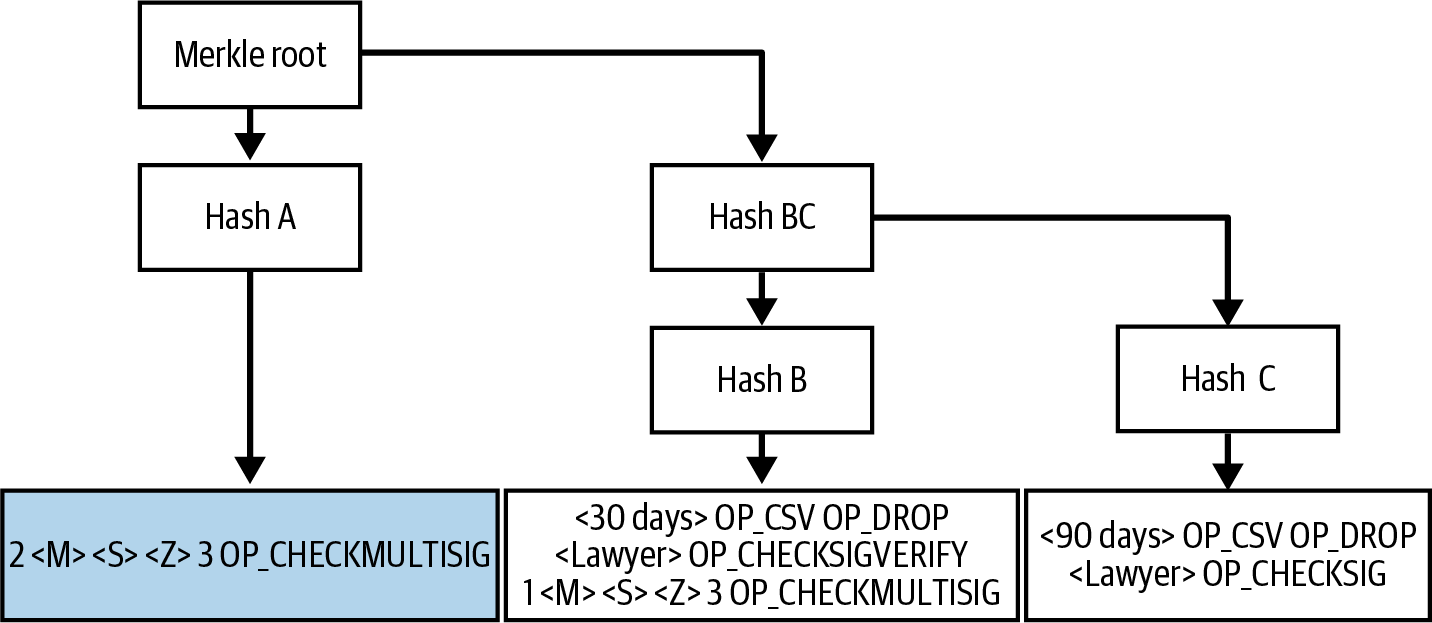 Merkle root
Hash A
Hash BC
Hash B
Hash C
2 <M> <S> <Z> 3 OP_CHECKMULTISIG
<30 days> OP_CSV OP_DROP
<Lawyer> OP_CHECKSIGVERIFY
1 <M> <S> <Z> 3 OP_CHECKMULTISIG
<90 days> OP_CSV OP_DROP
<Lawyer> OP_CHECKSIG